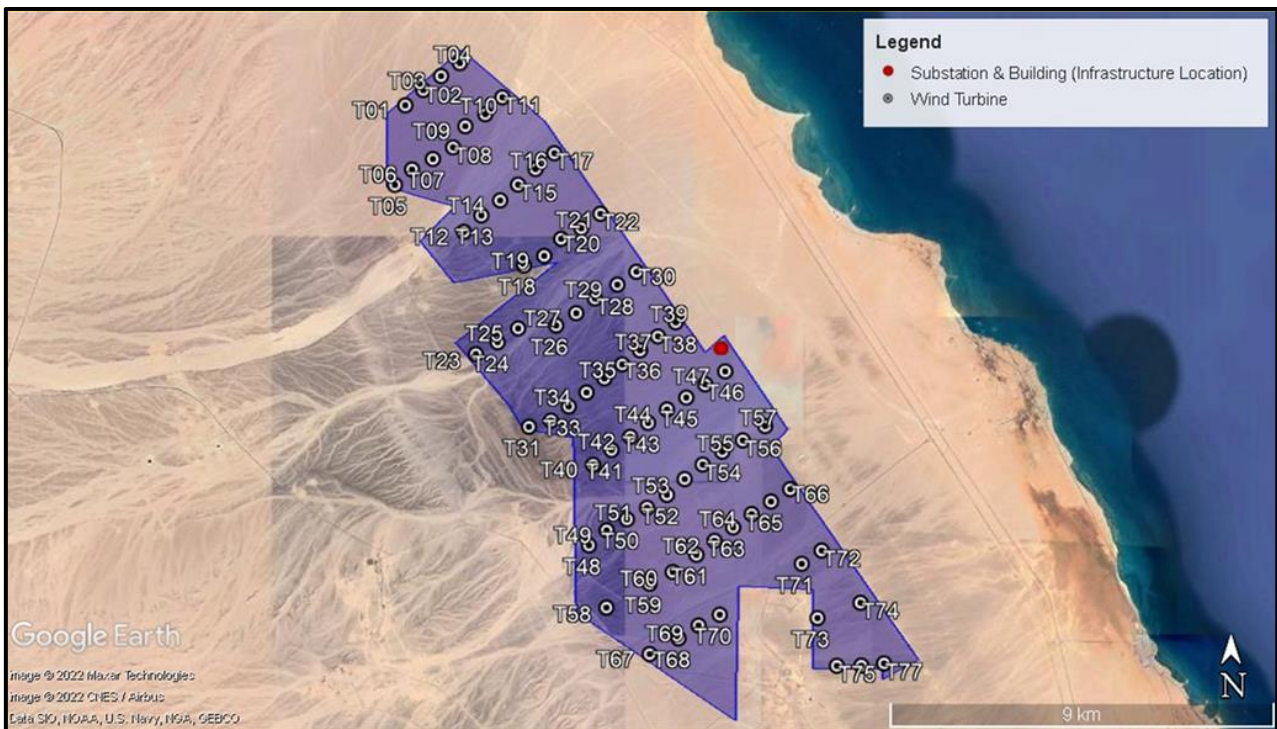 Legend
Substation & Building (Infrastructure Location)
Wind Turbine
T04
T03
T02
T01
T10
T11
T09
T08
T06
T07
T05
T16
T17
T15
T14
T12
T13
T21
T22
T20
T19
T18
T30
T29
T28
T27
T26
T25
T23
T24
T39
T37
T38
T36
T35
T34
T33
T31
T47
T46
T45
T44
T43
T42
T41
T40
T57
T56
T55
T54
T53
T52
T51
T50
T49
T48
T66
T65
T64
T63
T62
T61
T60
T59
T58
T72
T71
T74
T73
T70
T69
T68
T67
T75
T77
Google Earth
Image © 2022 Maxar Technologies
Image © 2022 CNES / Airbus
Data SIO, NOAA, U.S. Navy, NGA, GEBCO
N
9 km